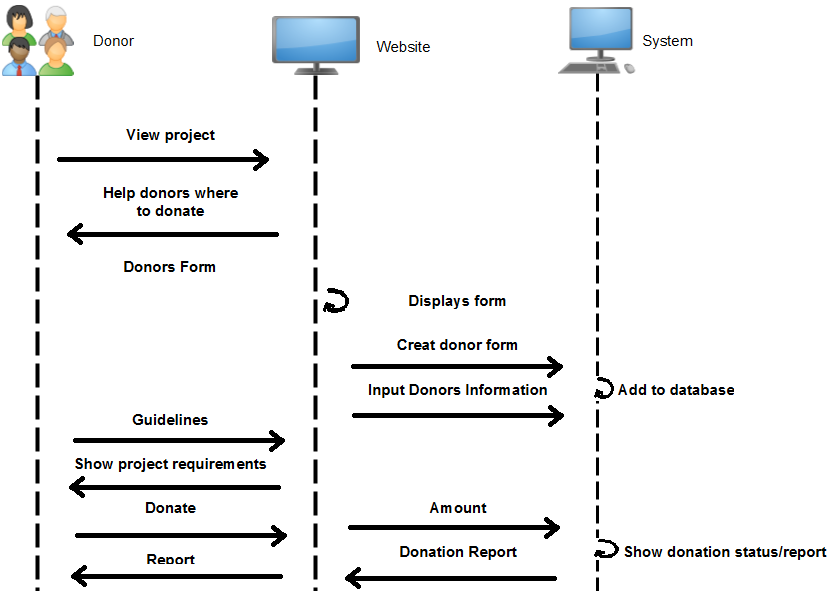 Donor
Website
System
View project
Help donors where
to donate
Donors Form
Displays form
Creat donor form
Input Donors Information
Add to database
Guidelines
Show project requirements
Donate
Amount
Donation Report
Show donation status/report
Report